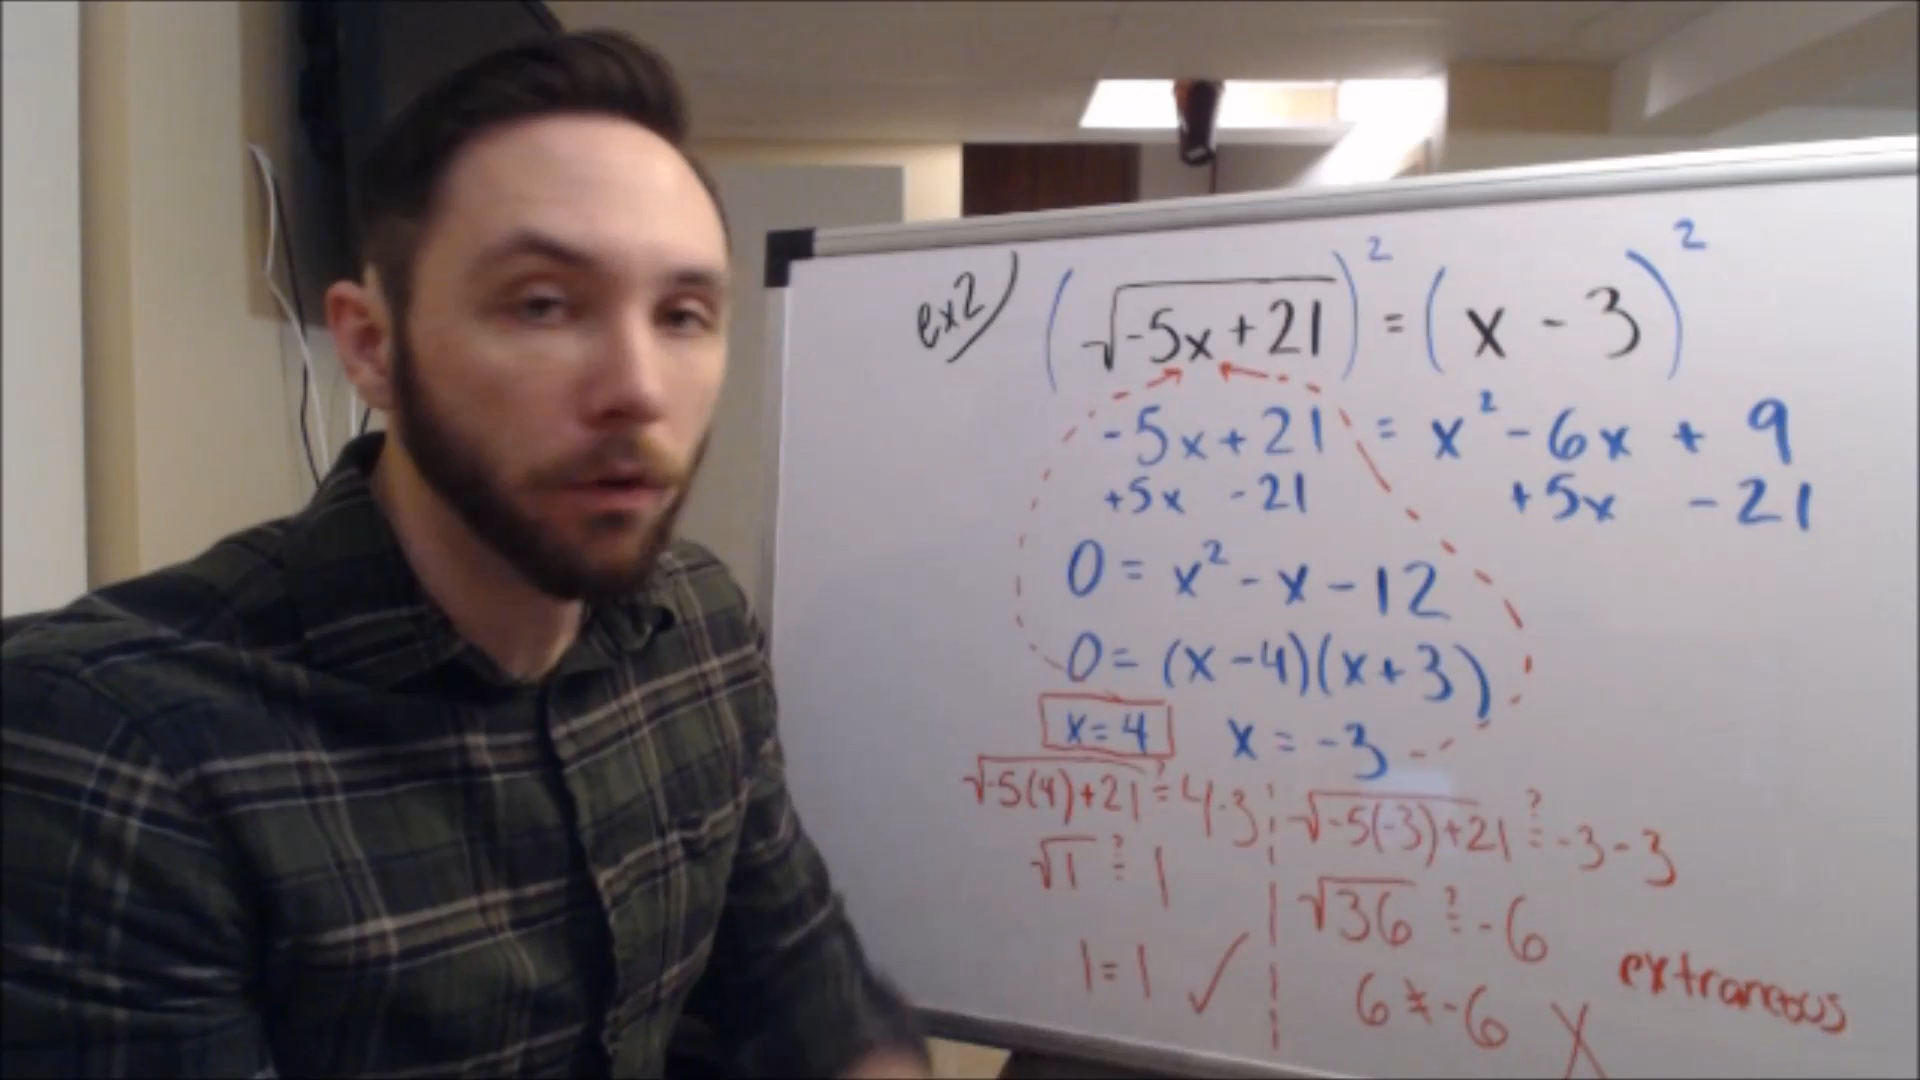 ex2) (√-5x+21)² = (x - 3)²
-5x+21 = x² - 6x + 9
+5x -21 +5x - 21
0 = x² - x - 12
0 = (x-4)(x+3)
x=4 x = -3
√-5(4)+21 ≟ 4-3
√1 ≟ 1
1=1 ✓
√-5(-3)+21 ≟ -3-3
√36 ≟ -6
6 ≠ -6 X extraneous